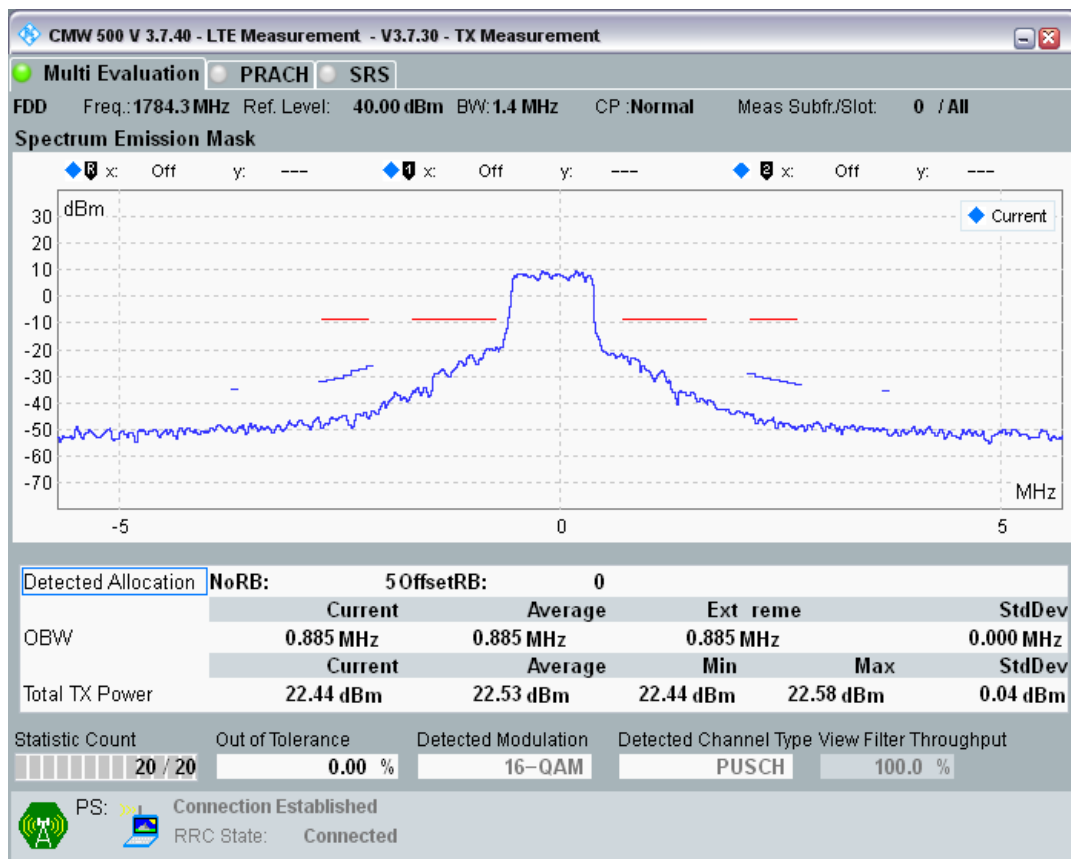 CMW 500 V 3.7.40 - LTE Measurement - V3.7.30 - TX Measurement
Multi Evaluation PRACH SRS
FDD Freq.: 1784.3 MHz Ref. Level: 40.00 dBm BW: 1.4 MHz CP :Normal Meas Subfr./Slot: 0 / All
Spectrum Emission Mask
R x: Off y: --- 1 x: Off y: --- 2 x: Off y: ---
dBm
Current
30
20
10
0
-10
-20
-30
-40
-50
-60
-70
MHz
-5 0 5
Detected Allocation NoRB: 5 OffsetRB: 0
Current Average Ext reme StdDev
OBW 0.885 MHz 0.885 MHz 0.885 MHz 0.000 MHz
Current Average Min Max StdDev
Total TX Power 22.44 dBm 22.53 dBm 22.44 dBm 22.58 dBm 0.04 dBm
Statistic Count Out of Tolerance Detected Modulation Detected Channel Type View Filter Throughput
20 / 20 0.00 % 16-QAM PUSCH 100.0 %
PS: Connection Established
RRC State: Connected